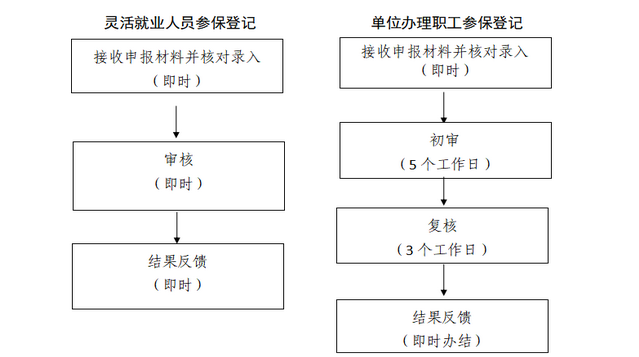 灵活就业人员参保登记
接收申报材料并核对录入
（即时）
审核
（即时）
结果反馈
（即时）
单位办理职工参保登记
接收申报材料并核对录入
（即时）
初审
（5个工作日）
复核
（3个工作日）
结果反馈
（即时办结）